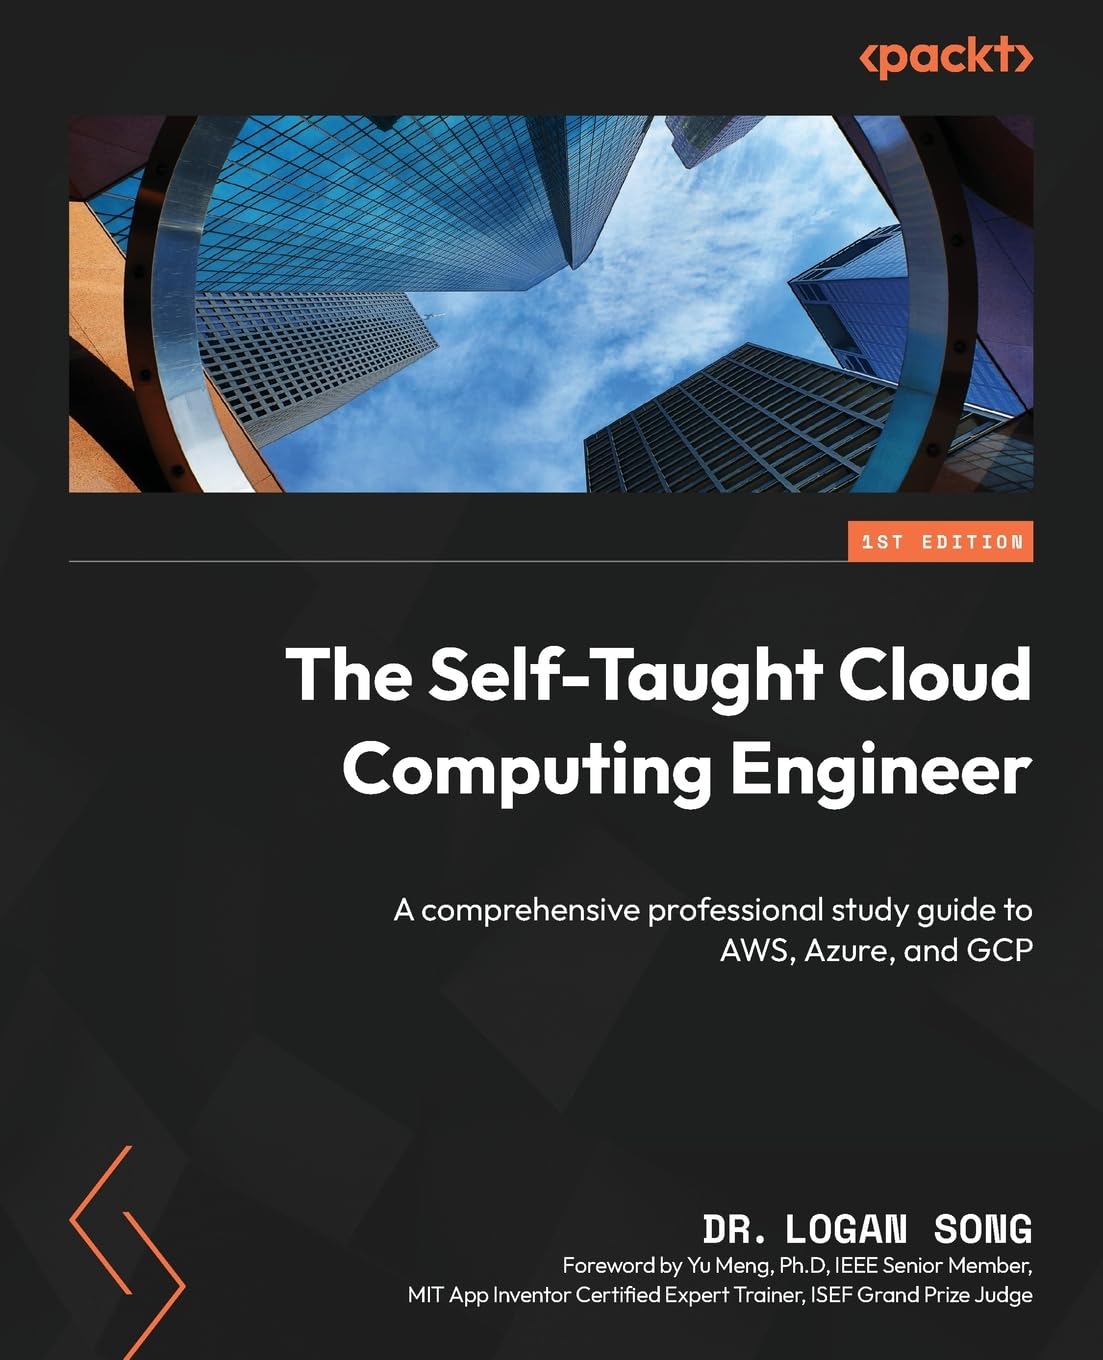 <packt>
1ST EDITION
The Self-Taught Cloud
Computing Engineer
A comprehensive professional study guide to
AWS, Azure, and GCP
DR. LOGAN SONG
Foreword by Yu Meng, Ph.D, IEEE Senior Member,
MIT App Inventor Certified Expert Trainer, ISEF Grand Prize Judge